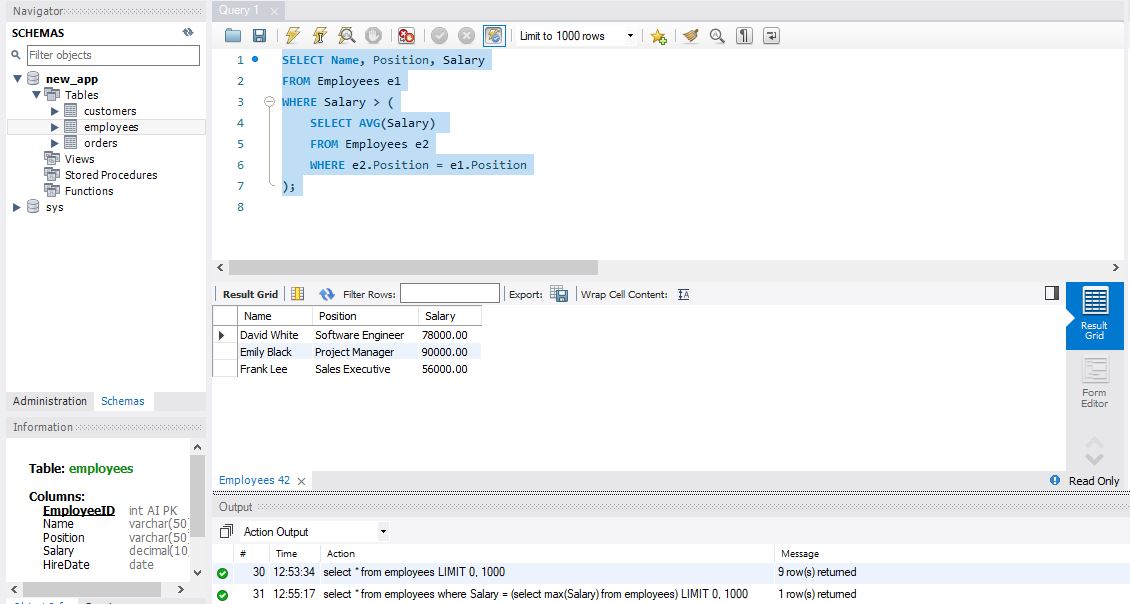 Navigator
SCHEMAS
Filter objects
new_app
Tables
customers
employees
orders
Views
Stored Procedures
Functions
sys
Administration Schemas
Information
Table: employees
Columns:
EmployeeID int AI PK
Name varchar(50)
Position varchar(50)
Salary decimal(10,
HireDate date
Query 1
Limit to 1000 rows
1 SELECT Name, Position, Salary
2 FROM Employees e1
3 WHERE Salary > (
4 SELECT AVG(Salary)
5 FROM Employees e2
6 WHERE e2.Position = e1.Position
7 );
8
Result Grid Filter Rows: Export: Wrap Cell Content:
Name Position Salary
David White Software Engineer 78000.00
Emily Black Project Manager 90000.00
Frank Lee Sales Executive 56000.00
Result
Grid
Form
Editor
Employees 42
Read Only
Output
Action Output
# Time Action Message
30 12:53:34 select * from employees LIMIT 0, 1000 9 row(s) returned
31 12:55:17 select * from employees where Salary = (select max(Salary) from employees) LIMIT 0, 1000 1 row(s) returned